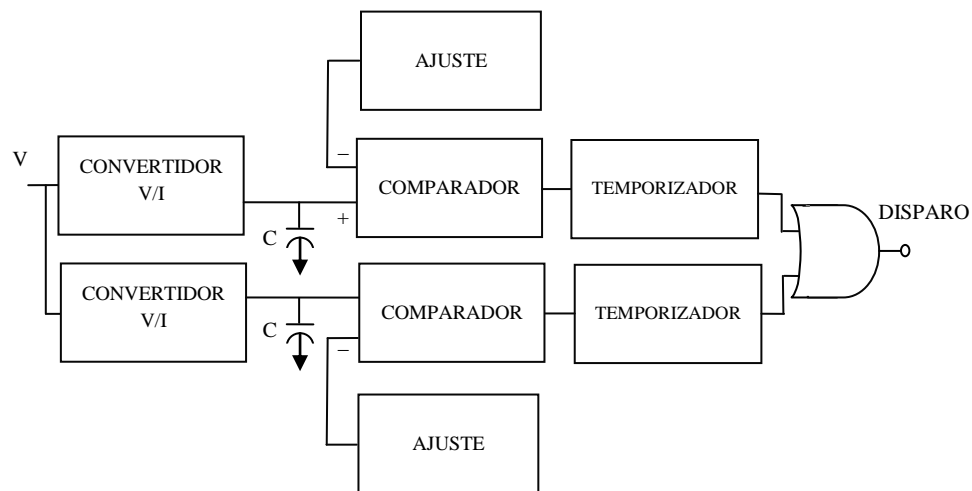 AJUSTE
V
CONVERTIDOR
V/I
−
COMPARADOR
TEMPORIZADOR
+
C
DISPARO
CONVERTIDOR
V/I
C
COMPARADOR
TEMPORIZADOR
−
AJUSTE